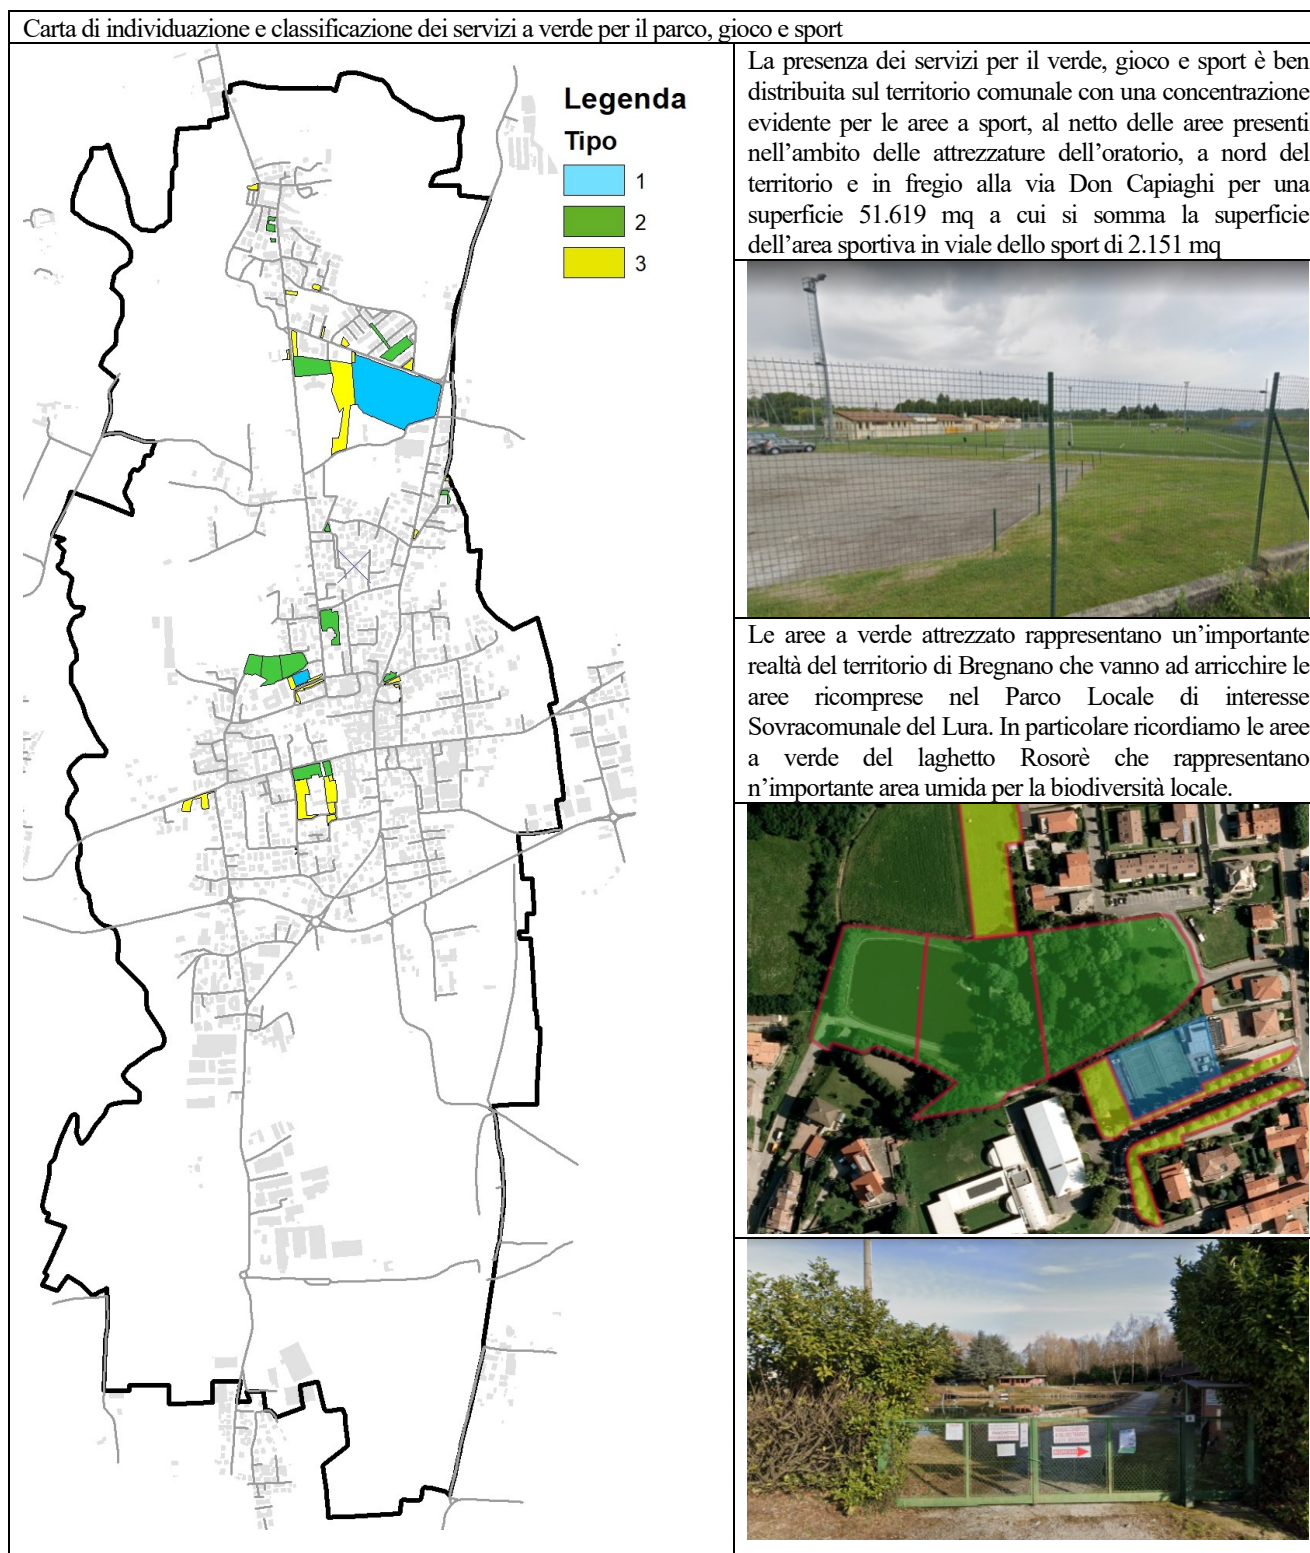 Carta di individuazione e classificazione dei servizi a verde per il parco, gioco e sport
Legenda
Tipo
1
2
3
La presenza dei servizi per il verde, gioco e sport è ben
distribuita sul territorio comunale con una concentrazione
evidente per le aree a sport, al netto delle aree presenti
nell’ambito delle attrezzature dell’oratorio, a nord del
territorio e in fregio alla via Don Capiaghi per una
superficie 51.619 mq a cui si somma la superficie
dell’area sportiva in viale dello sport di 2.151 mq
Le aree a verde attrezzato rappresentano un’importante
realtà del territorio di Bregnano che vanno ad arricchire le
aree ricomprese nel Parco Locale di interesse
Sovracomunale del Lura. In particolare ricordiamo le aree
a verde del laghetto Rosorè che rappresentano
n’importante area umida per la biodiversità locale.